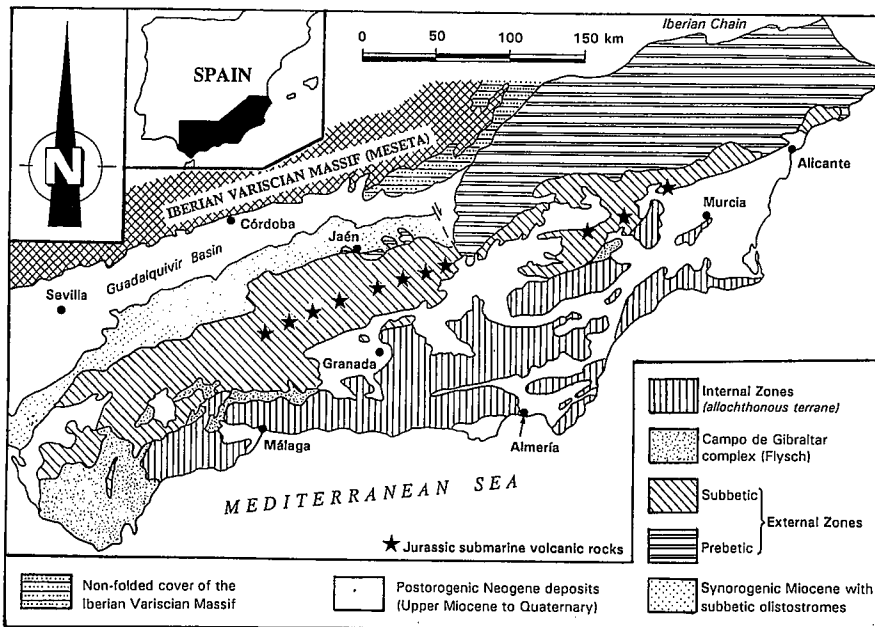 Iberian Chain
0 50 100 150 km
SPAIN
N
IBERIAN VARISCAN MASSIF (MESETA)
Alicante
Córdoba
Murcia
Jaén
Guadalquivir Basin
Sevilla
Granada
Málaga
Almería
MEDITERRANEAN SEA
★ Jurassic submarine volcanic rocks
Internal Zones
(allochthonous terrane)
Campo de Gibraltar
complex (Flysch)
Subbetic
External Zones
Prebetic
Non-folded cover of the
Iberian Variscian Massif
Postorogenic Neogene deposits
(Upper Miocene to Quaternary)
Synorogenic Miocene with
subbetic olistostromes